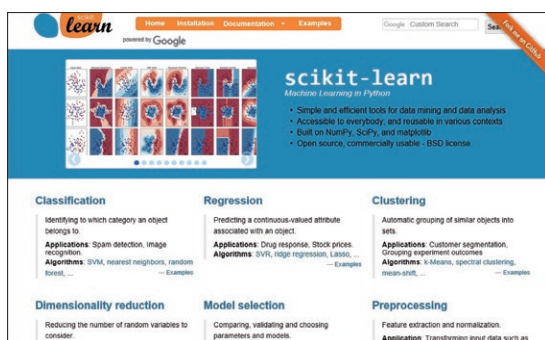 scikit
learn
Home Installation Documentation Examples
Google Custom Search
Sea
Fork me on GitHub
powered by Google
scikit-learn
Machine Learning in Python
• Simple and efficient tools for data mining and data analysis
• Accessible to everybody, and reusable in various contexts
• Built on NumPy, SciPy, and matplotlib
• Open source, commercially usable - BSD license
Classification
Identifying to which category an object
belongs to.
Applications: Spam detection, Image
recognition.
Algorithms: SVM, nearest neighbors, random
forest, ...
— Examples
Regression
Predicting a continuous-valued attribute
associated with an object.
Applications: Drug response, Stock prices.
Algorithms: SVR, ridge regression, Lasso, ...
— Examples
Clustering
Automatic grouping of similar objects into
sets.
Applications: Customer segmentation,
Grouping experiment outcomes
Algorithms: k-Means, spectral clustering,
mean-shift, ...
— Examples
Dimensionality reduction
Reducing the number of random variables to
consider.
Model selection
Comparing, validating and choosing
parameters and models.
Preprocessing
Feature extraction and normalization.
Application: Transforming input data such as